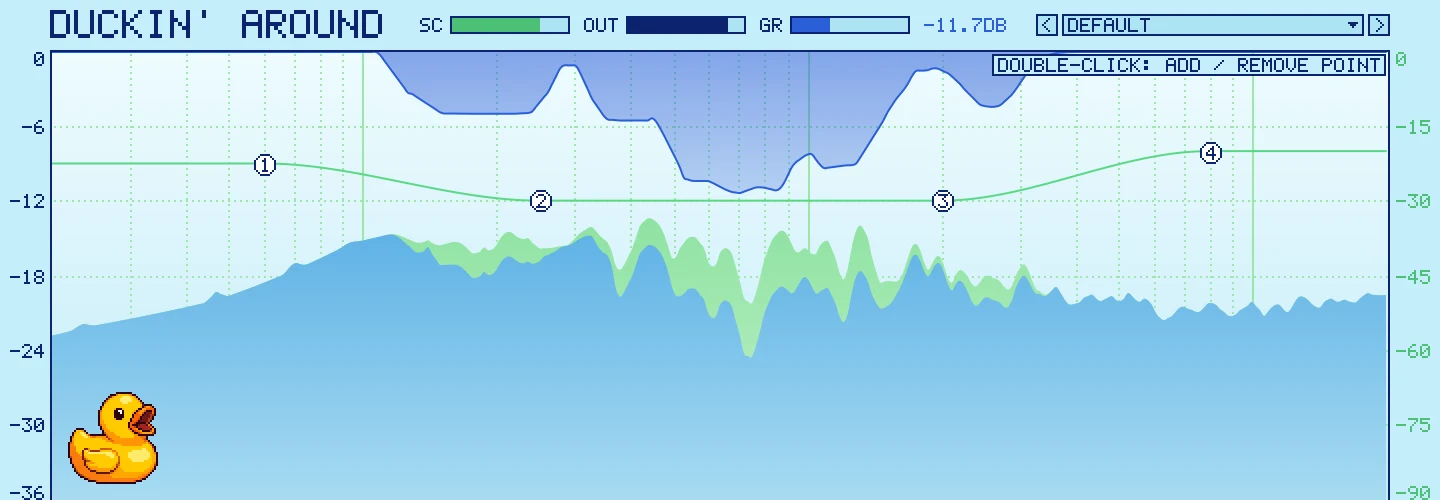 DUCKIN' AROUND SC OUT GR -11.7DB < DEFAULT >
DOUBLE-CLICK: ADD / REMOVE POINT
0 0
-6 -15
1
4
-12 2 3 -30
-18 -45
-24 -60
-30 -75
-36 -90